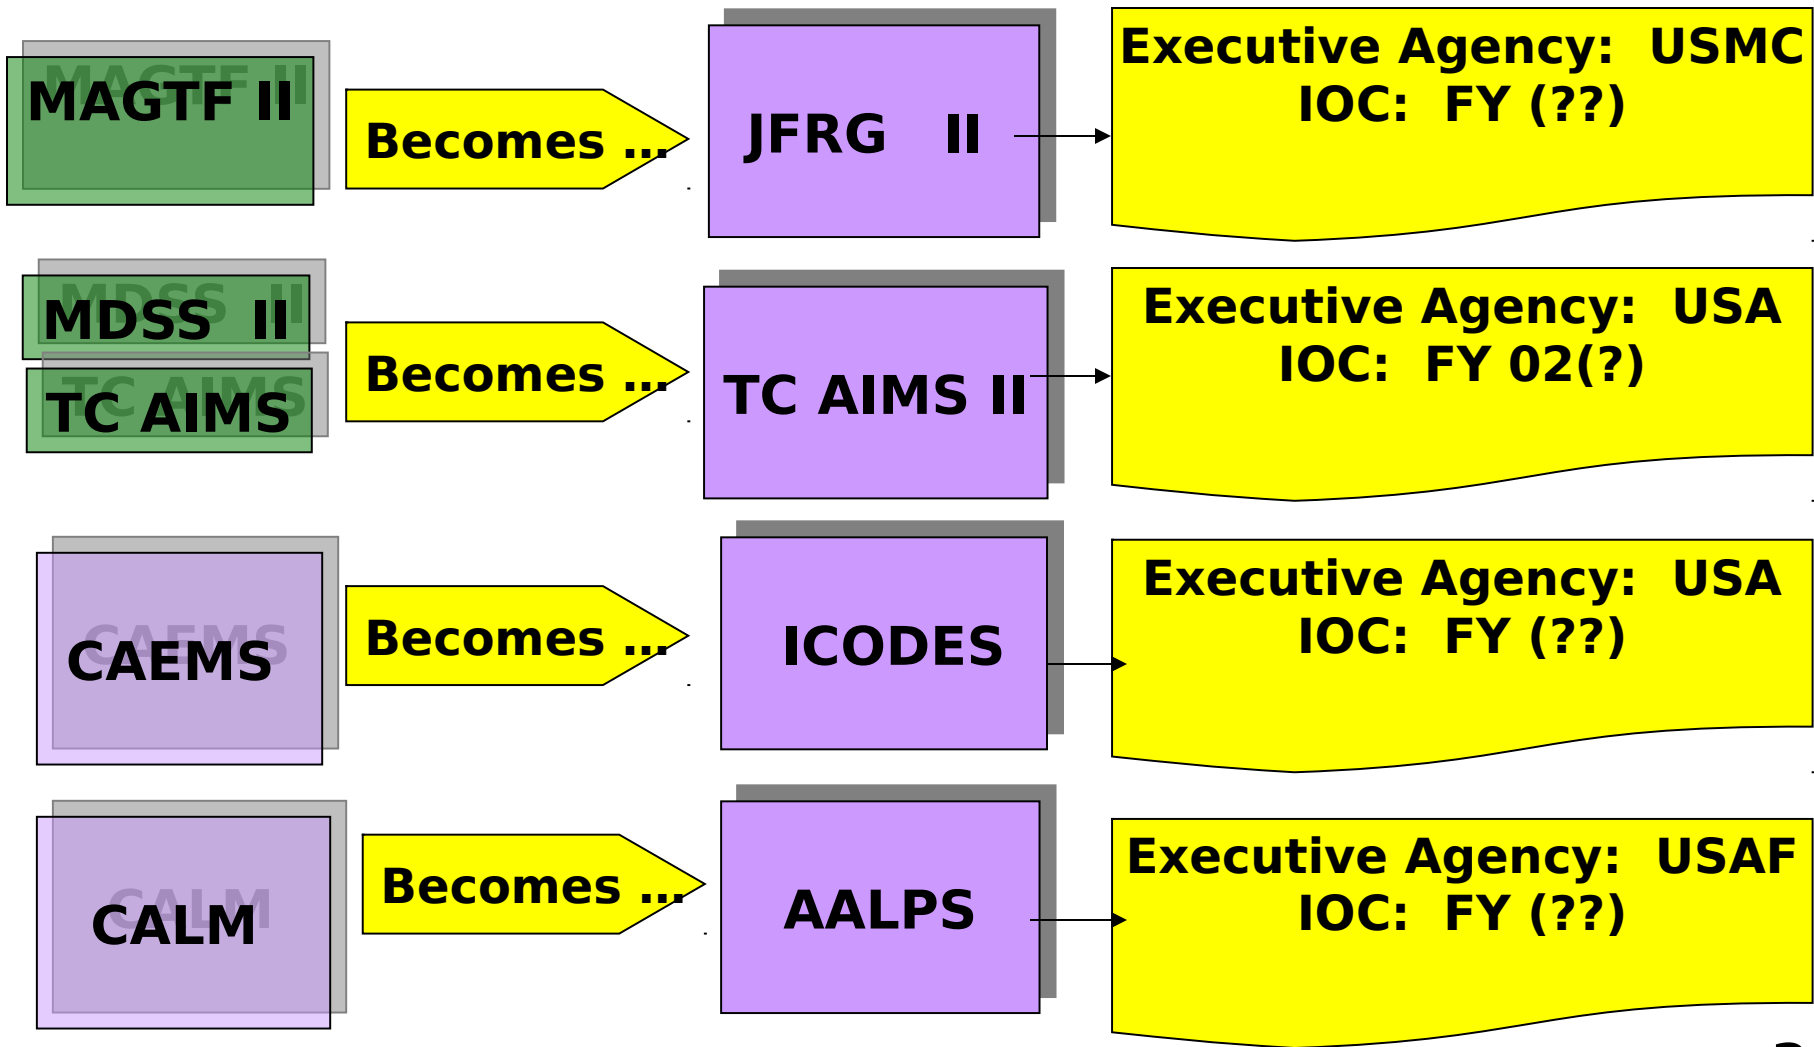 MAGTF II
Becomes ...
JFRG II
Executive Agency: USMC
IOC: FY (??)
MDSS II
TC AIMS
Becomes ...
TC AIMS II
Executive Agency: USA
IOC: FY 02(?)
CAEMS
Becomes ...
ICODES
Executive Agency: USA
IOC: FY (??)
CALM
Becomes ...
AALPS
Executive Agency: USAF
IOC: FY (??)